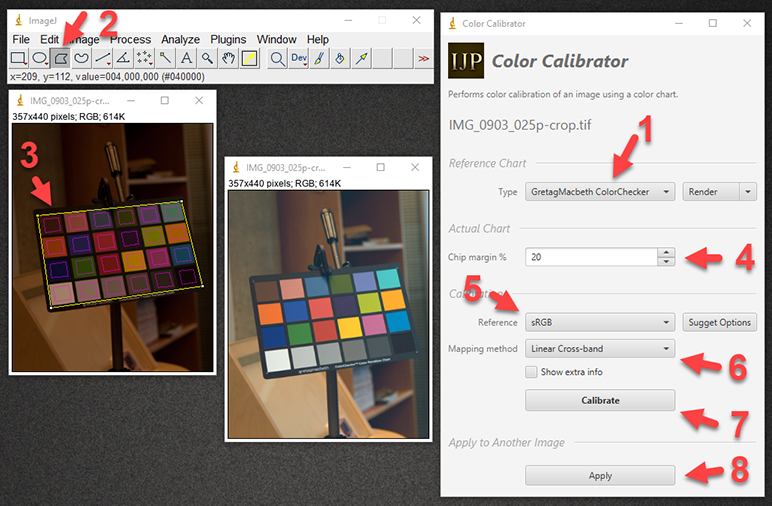 ImageJ
2
File Edit Image Process Analyze Plugins Window Help
Dev
>>
x=209, y=112, value=004,000,000 (#040000)
IMG_0903_025p-cr...
357x440 pixels; RGB; 614K
3
IMG_0903_025p-cr...
357x440 pixels; RGB; 614K
Color Calibrator
IJP Color Calibrator
Performs color calibration of an image using a color chart.
IMG_0903_025p-crop.tif
1
Reference Chart
Type GretagMacbeth ColorChecker Render
Actual Chart
Chip margin % 20
4
5
Reference sRGB Sugget Options
Mapping method Linear Cross-band
6
Show extra info
Calibrate
7
Apply to Another Image
Apply
8